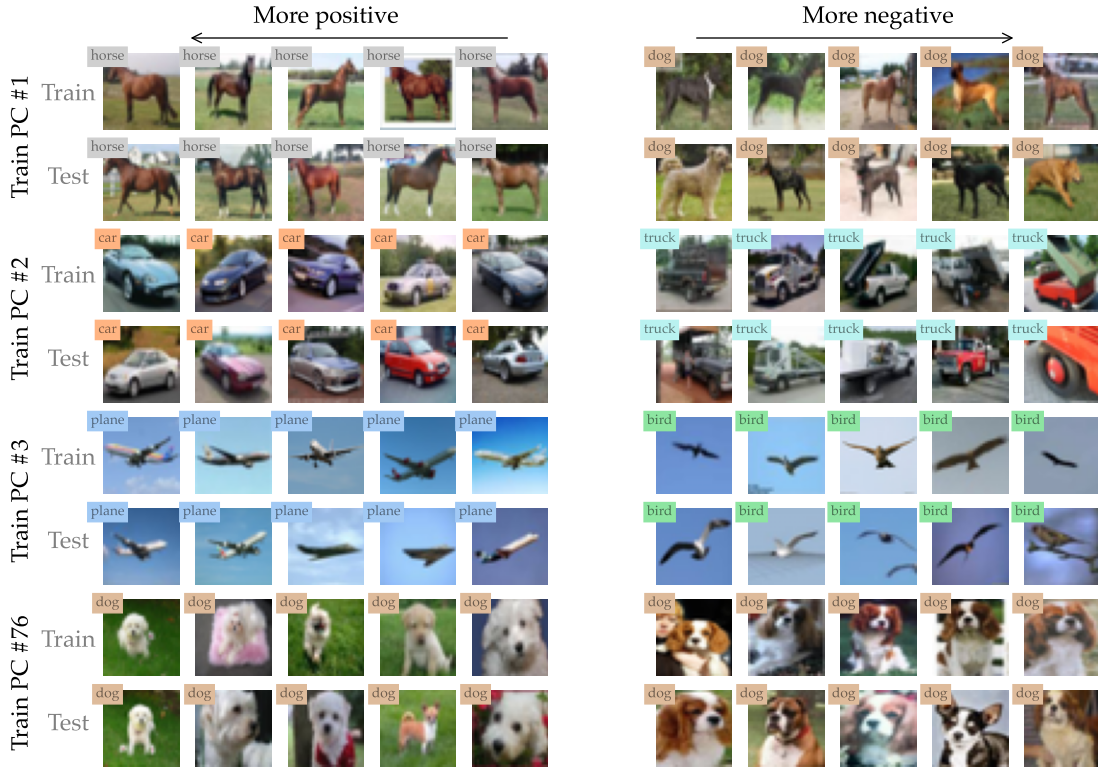 More positive More negative
Train PC #1
Train horse horse horse horse horse dog dog dog dog dog
Test horse horse horse horse horse dog dog dog dog dog
Train PC #2
Train car car car car car truck truck truck truck truck
Test car car car car car truck truck truck truck truck
Train PC #3
Train plane plane plane plane plane bird bird bird bird bird
Test plane plane plane plane plane bird bird bird bird bird
Train PC #76
Train dog dog dog dog dog dog dog dog dog dog
Test dog dog dog dog dog dog dog dog dog dog